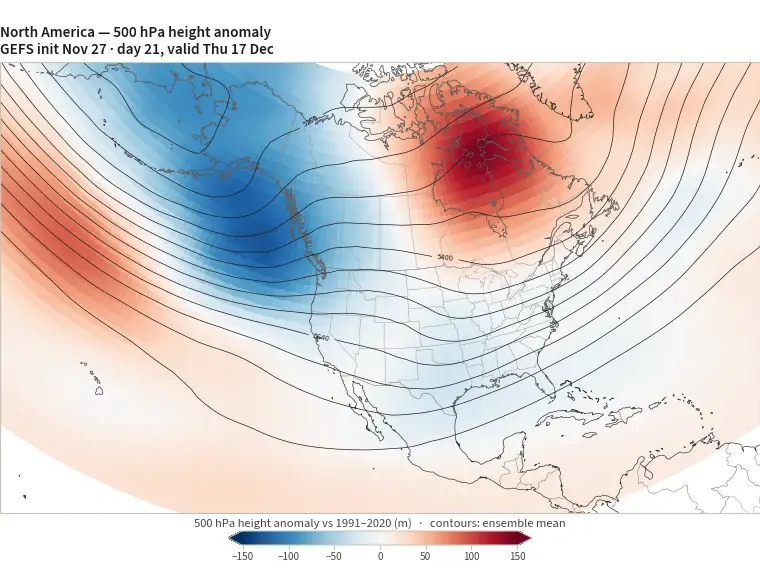 North America — 500 hPa height anomaly
GEFS init Nov 27 · day 21, valid Thu 17 Dec
5400
500 hPa height anomaly vs 1991–2020 (m) · contours: ensemble mean
−150 −100 −50 0 50 100 150